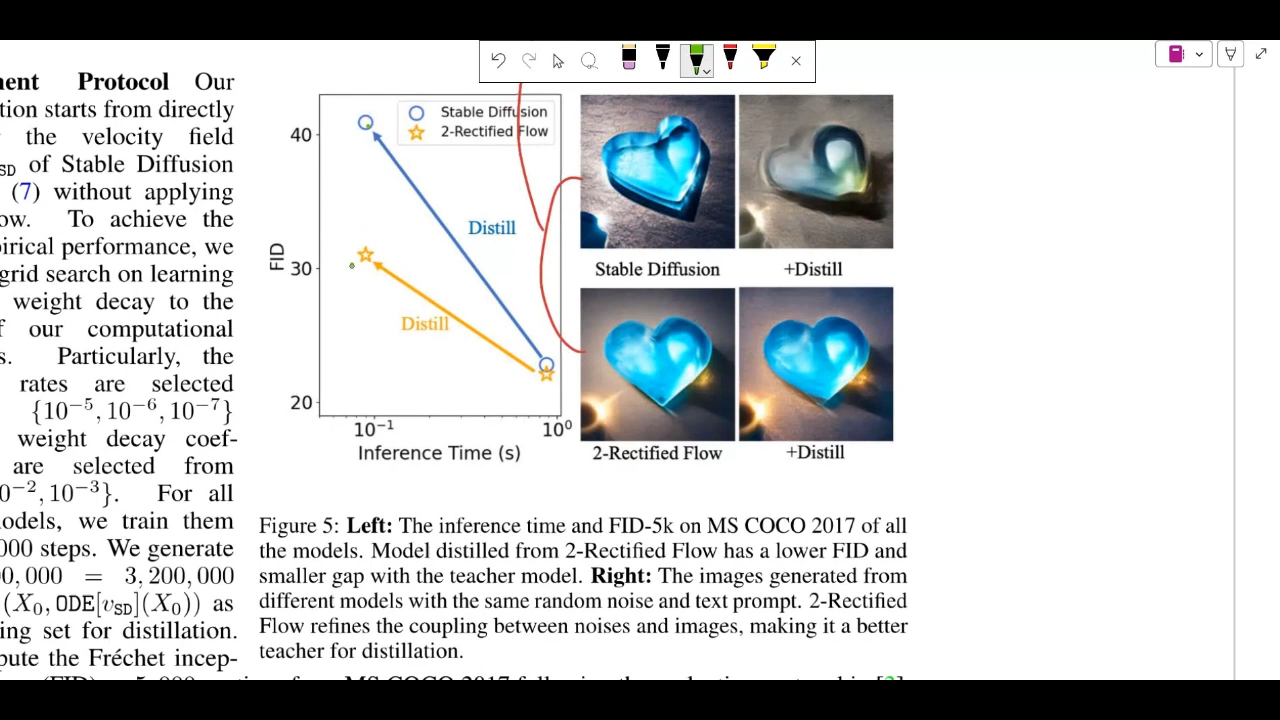 nent Protocol Our
tion starts from directly
the velocity field
SD of Stable Diffusion
(7) without applying
ow. To achieve the
pirical performance, we
grid search on learning
weight decay to the
f our computational
s. Particularly, the
rates are selected
{10−5, 10−6, 10−7}
weight decay coef-
are selected from
0−2, 10−3}. For all
odels, we train them
000 steps. We generate
00, 000 = 3, 200, 000
(X0, ODE[vSD](X0)) as
ing set for distillation.
pute the Fréchet incep-
Stable Diffusion
2-Rectified Flow
40
30
20
FID
Distill
Distill
10−1
100
Inference Time (s)
Stable Diffusion
+Distill
2-Rectified Flow
+Distill
Figure 5: Left: The inference time and FID-5k on MS COCO 2017 of all
the models. Model distilled from 2-Rectified Flow has a lower FID and
smaller gap with the teacher model. Right: The images generated from
different models with the same random noise and text prompt. 2-Rectified
Flow refines the coupling between noises and images, making it a better
teacher for distillation.